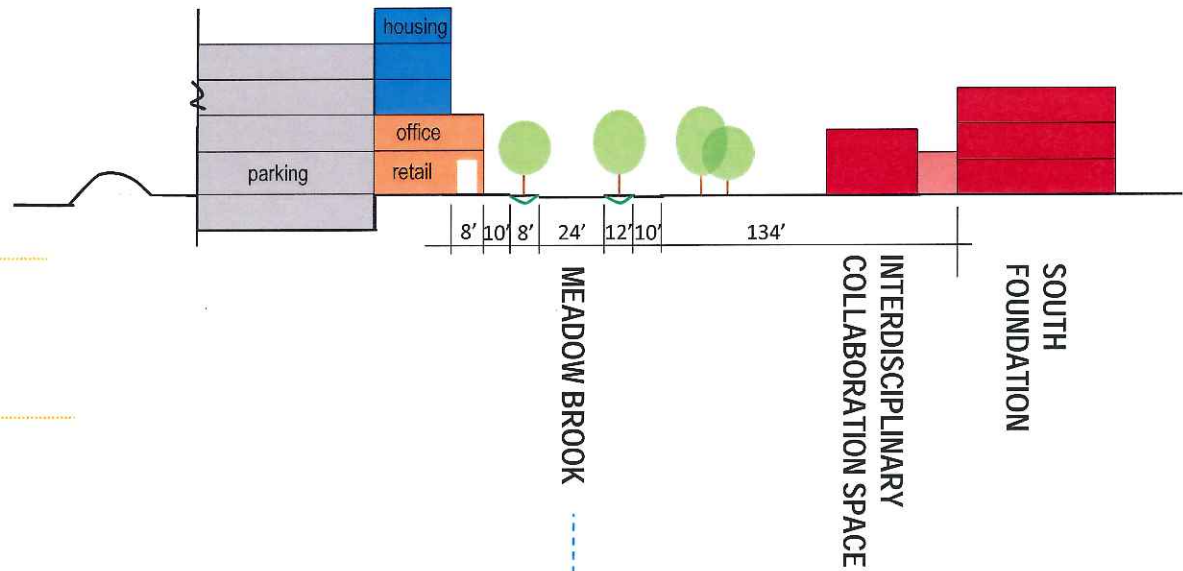 housing
office
retail
parking
8' 10' 8' 24' 12' 10' 134'
MEADOW BROOK
INTERDISCIPLINARY
COLLABORATION SPACE
SOUTH
FOUNDATION